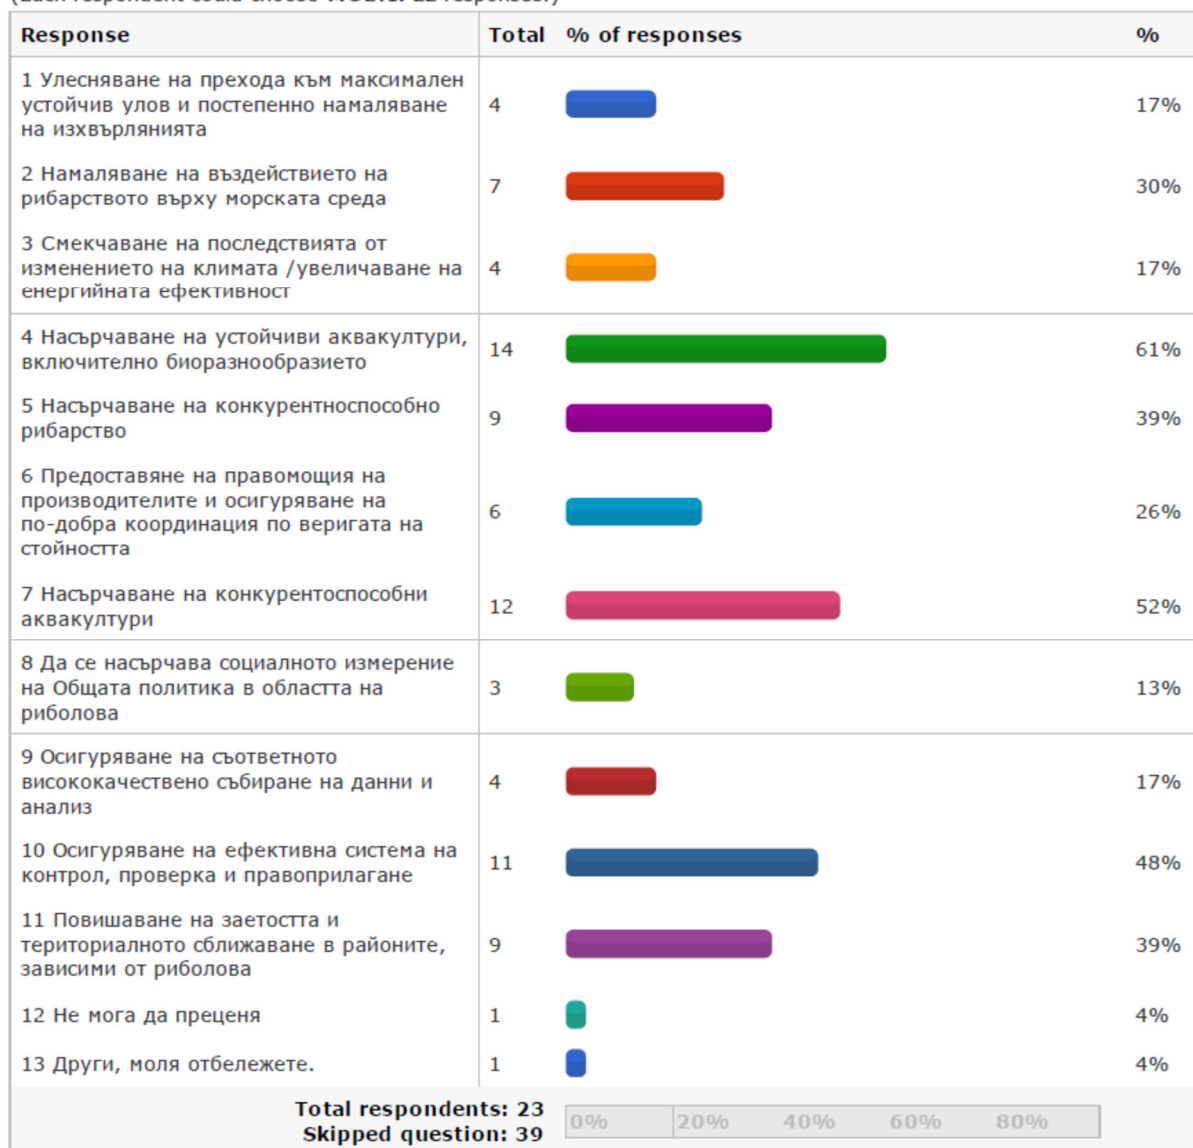 Response Total % of responses %
1 Улесняване на прехода към максимален
устойчив улов и постепенно намаляване
на изхвърлянията
4 17%
2 Намаляване на въздействието на
рибарството върху морската среда
7 30%
3 Смекчаване на последствията от
изменението на климата /увеличаване на
енергийната ефективност
4 17%
4 Насърчаване на устойчиви аквакултури,
включително биоразнообразието
14 61%
5 Насърчаване на конкурентноспособно
рибарство
9 39%
6 Предоставяне на правомощия на
производителите и осигуряване на
по-добра координация по веригата на
стойността
6 26%
7 Насърчаване на конкурентоспособни
аквакултури
12 52%
8 Да се насърчава социалното измерение
на Общата политика в областта на
риболова
3 13%
9 Осигуряване на съответното
висококачествено събиране на данни и
анализ
4 17%
10 Осигуряване на ефективна система на
контрол, проверка и правоприлагане
11 48%
11 Повишаване на заетостта и
териториалното сближаване в районите,
зависими от риболова
9 39%
12 Не мога да преценя 1 4%
13 Други, моля отбележете. 1 4%
Total respondents: 23
Skipped question: 39
0% 20% 40% 60% 80%